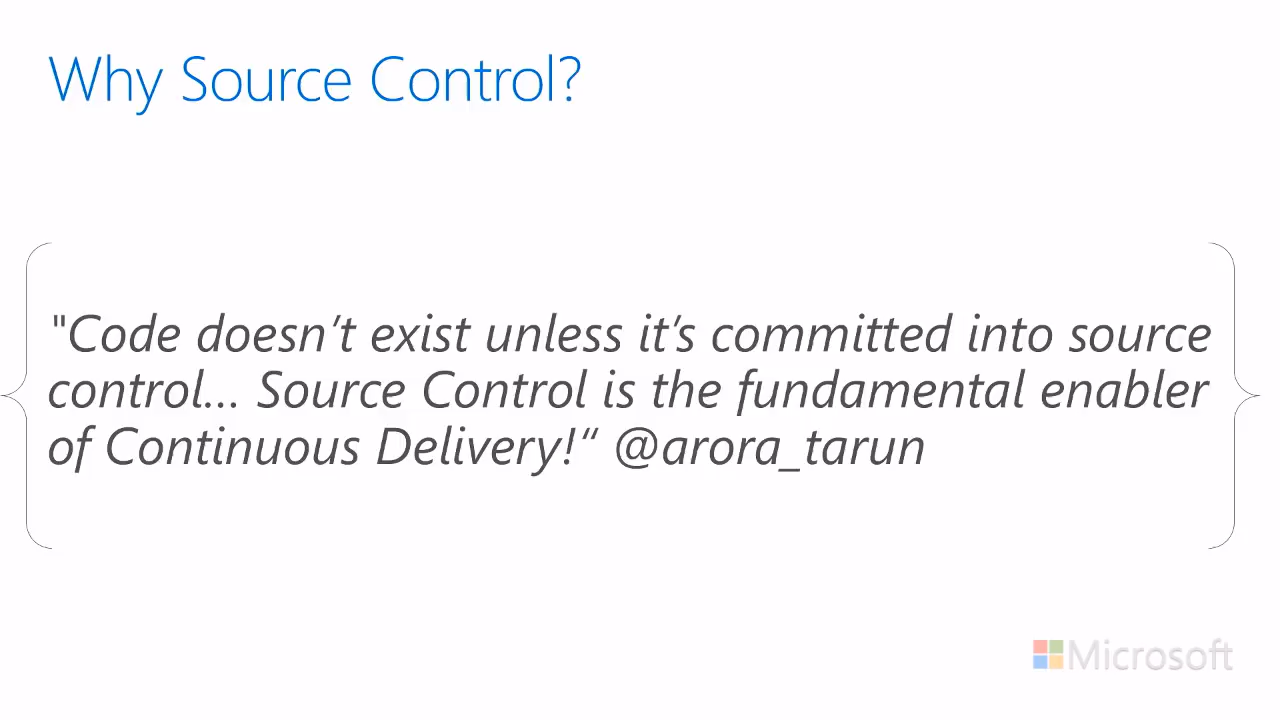 Why Source Control?
"Code doesn’t exist unless it’s committed into source
control… Source Control is the fundamental enabler
of Continuous Delivery!“ @arora_tarun
Microsoft